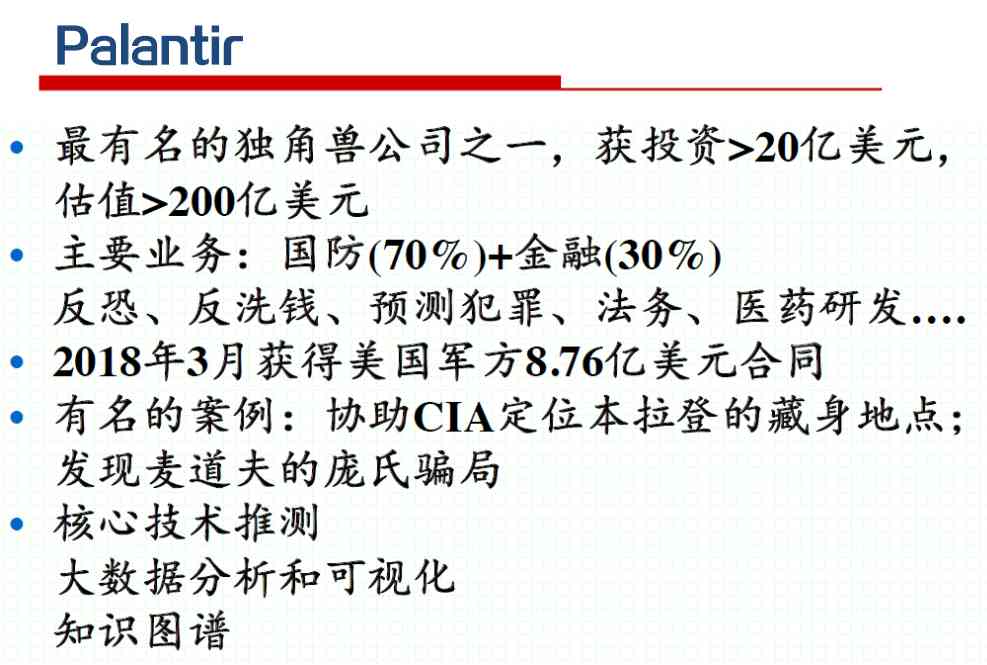 Palantir
• 最有名的独角兽公司之一，获投资>20亿美元，
估值>200亿美元
• 主要业务：国防(70%)+金融(30%)
反恐、反洗钱、预测犯罪、法务、医药研发….
• 2018年3月获得美国军方8.76亿美元合同
• 有名的案例：协助CIA定位本拉登的藏身地点；
发现麦道夫的庞氏骗局
• 核心技术推测
大数据分析和可视化
知识图谱